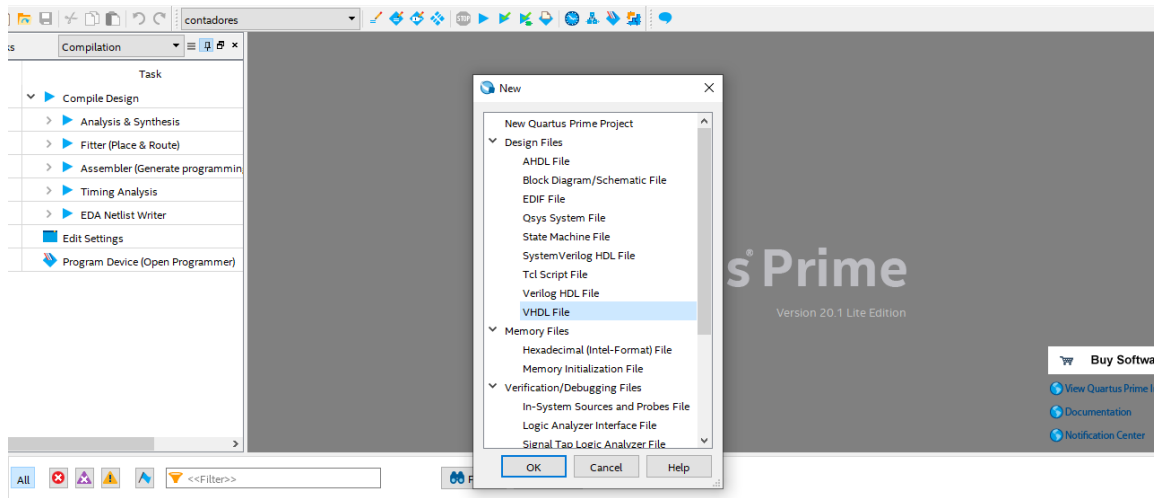 contadores
Compilation
Task
Compile Design
Analysis & Synthesis
Fitter (Place & Route)
Assembler (Generate programmin
Timing Analysis
EDA Netlist Writer
Edit Settings
Program Device (Open Programmer)
All
<<Filter>>
New
New Quartus Prime Project
Design Files
AHDL File
Block Diagram/Schematic File
EDIF File
Qsys System File
State Machine File
SystemVerilog HDL File
Tcl Script File
Verilog HDL File
VHDL File
Memory Files
Hexadecimal (Intel-Format) File
Memory Initialization File
Verification/Debugging Files
In-System Sources and Probes File
Logic Analyzer Interface File
Signal Tap Logic Analyzer File
OK Cancel Help
s Prime
Version 20.1 Lite Edition
Buy Softwa
View Quartus Prime I
Documentation
Notification Center